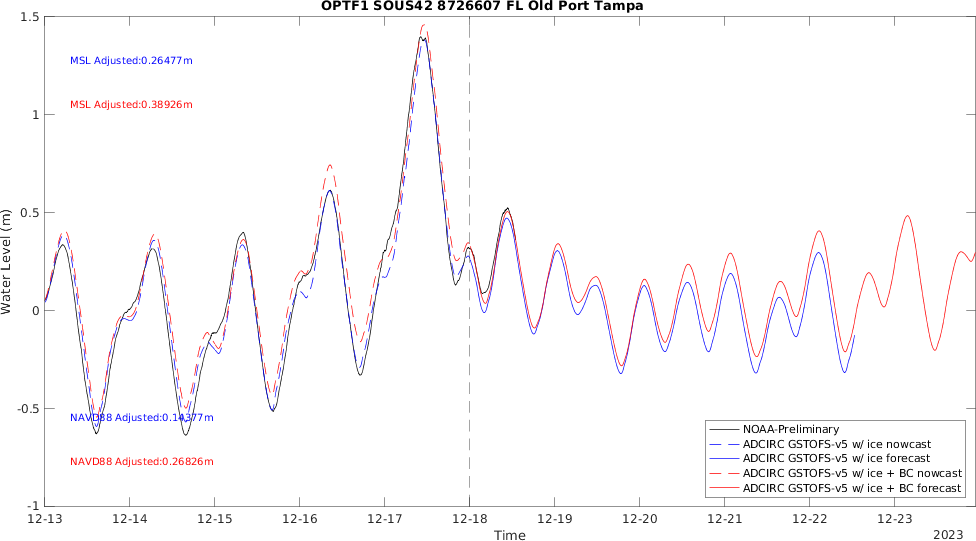 OPTF1 SOUS42 8726607 FL Old Port Tampa
1.5
MSL Adjusted:0.26477m
MSL Adjusted:0.38926m
1
0.5
Water Level (m)
0
-0.5
NAVD88 Adjusted:0.14377m
NAVD88 Adjusted:0.26826m
NOAA-Preliminary
ADCIRC GSTOFS-v5 w/ ice nowcast
ADCIRC GSTOFS-v5 w/ ice forecast
ADCIRC GSTOFS-v5 w/ ice + BC nowcast
ADCIRC GSTOFS-v5 w/ ice + BC forecast
-1
12-13 12-14 12-15 12-16 12-17 12-18 12-19 12-20 12-21 12-22 12-23
Time
2023